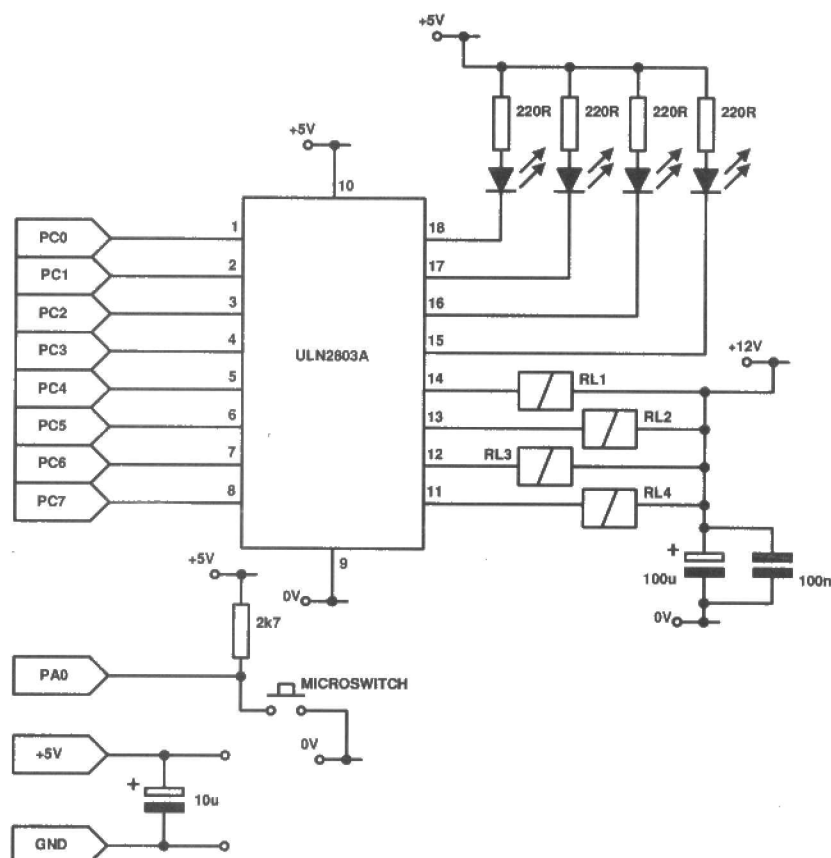 +5V
220R 220R 220R 220R
+5V
10
PC0 1 18
PC1 2 17
PC2 3 16
PC3 4 15
ULN2803A
+12V
PC4 5 14 RL1
PC5 6 13 RL2
PC6 7 12 RL3
PC7 8 11 RL4
9
+5V
0V
+
100u 100n
0V
2k7
PA0
MICROSWITCH
0V
+5V
+
10u
GND